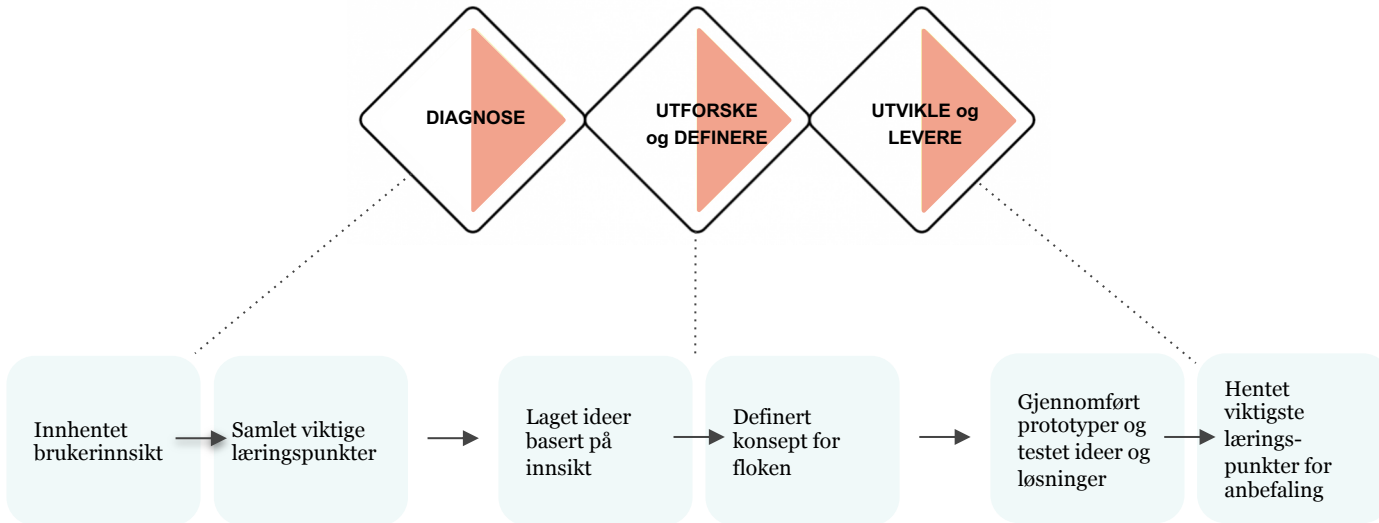 DIAGNOSE
UTFORSKE
og DEFINERE
UTVIKLE og
LEVERE
Innhentet
brukerinnsikt
Samlet viktige
læringspunkter
Laget ideer
basert på
innsikt
Definert
konsept for
floken
Gjennomført
prototyper og
testet ideer og
løsninger
Hentet
viktigste
lærings-
punkter for
anbefaling